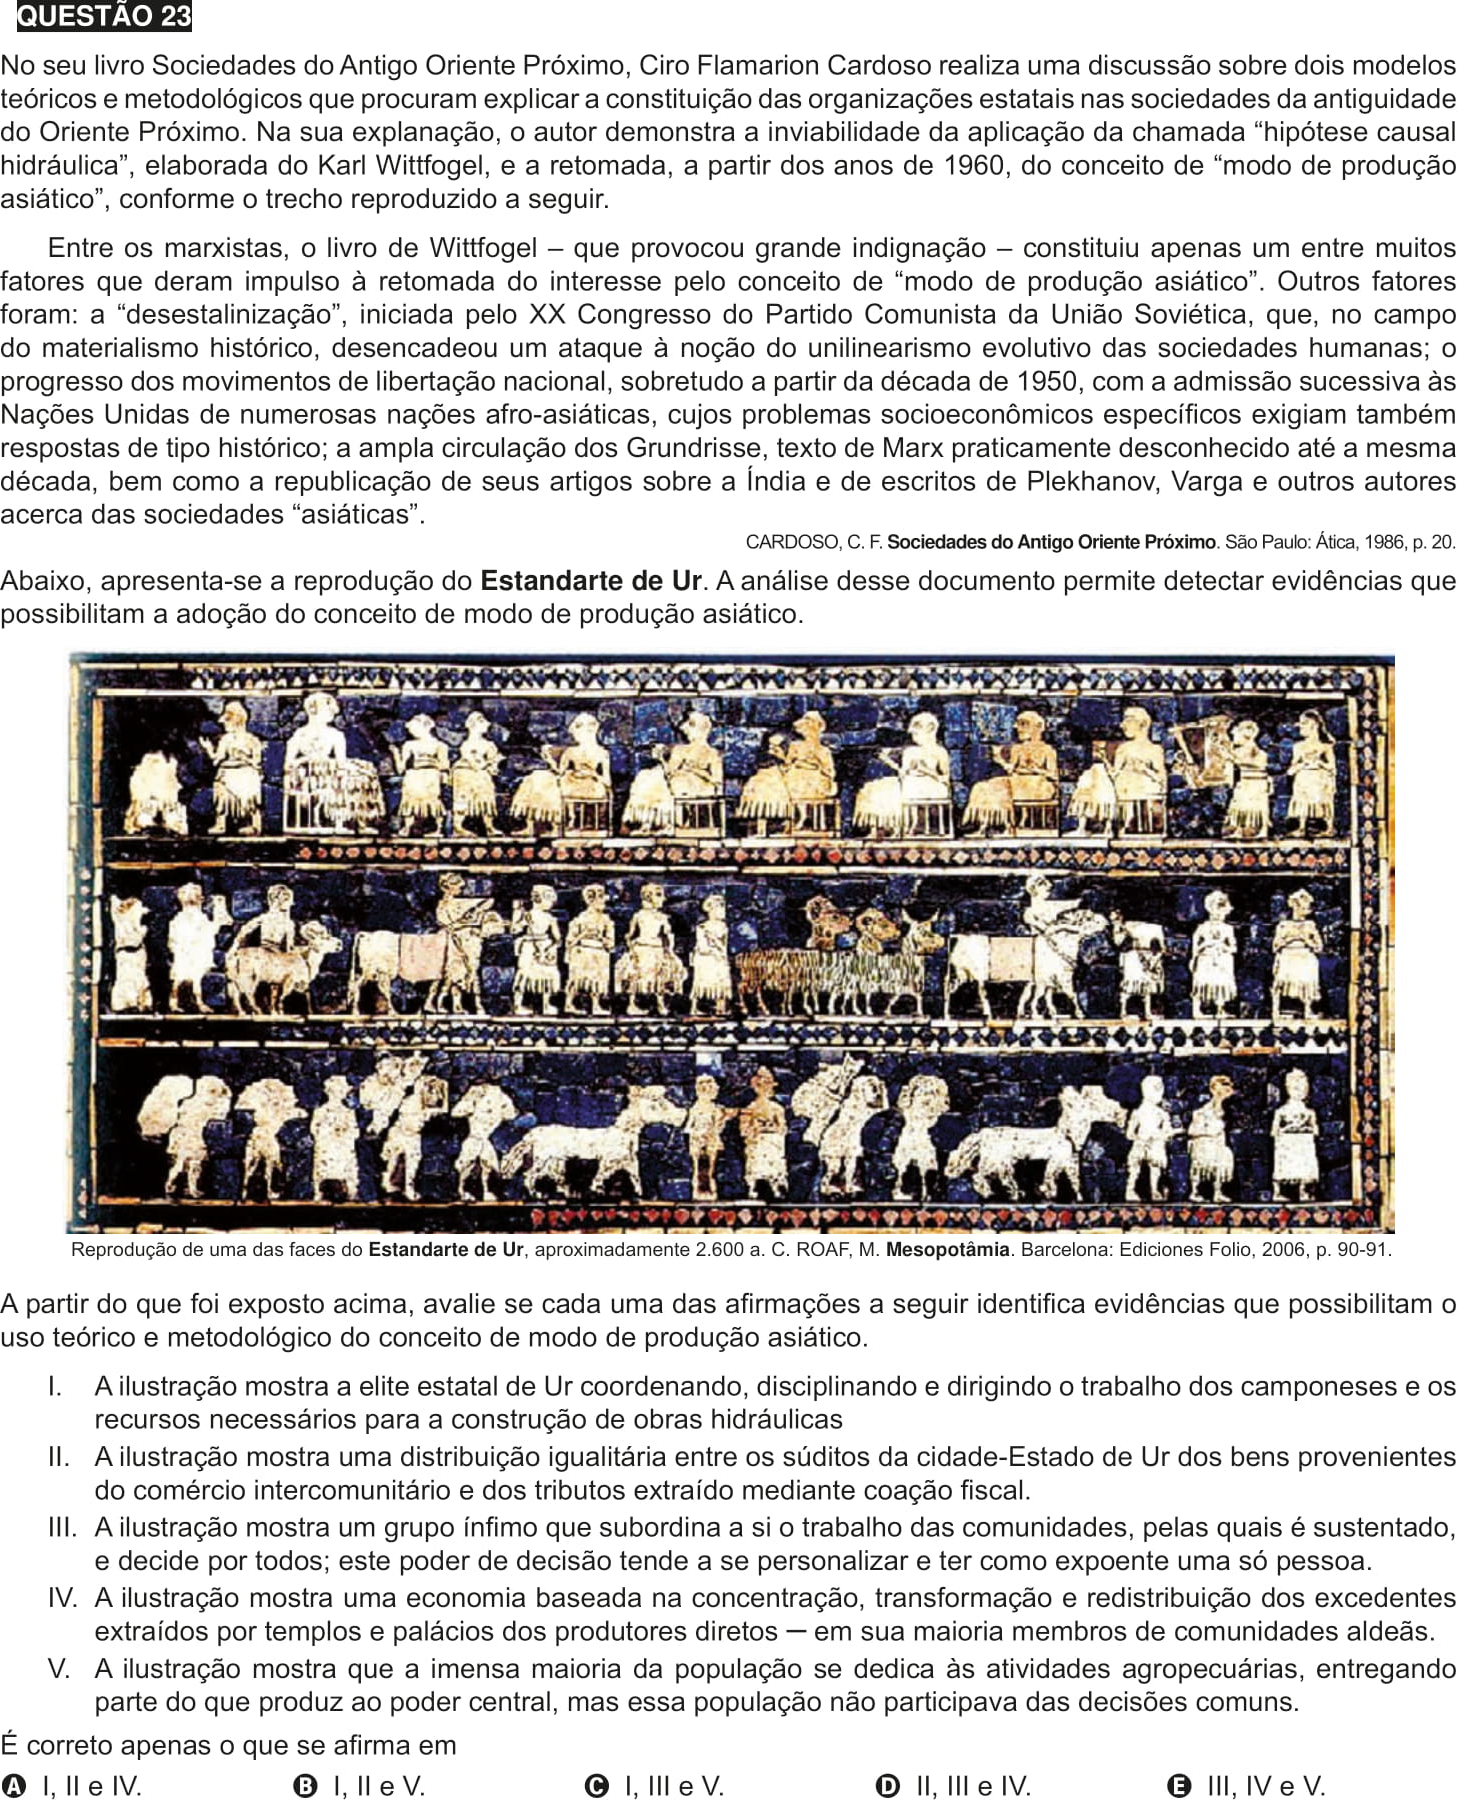 QUESTÃO 23
No seu livro Sociedades do Antigo Oriente Próximo, Ciro Flamarion Cardoso realiza uma discussão sobre dois modelos
teóricos e metodológicos que procuram explicar a constituição das organizações estatais nas sociedades da antiguidade
do Oriente Próximo. Na sua explanação, o autor demonstra a inviabilidade da aplicação da chamada “hipótese causal
hidráulica”, elaborada do Karl Wittfogel, e a retomada, a partir dos anos de 1960, do conceito de “modo de produção
asiático”, conforme o trecho reproduzido a seguir.
Entre os marxistas, o livro de Wittfogel – que provocou grande indignação – constituiu apenas um entre muitos
fatores que deram impulso à retomada do interesse pelo conceito de “modo de produção asiático”. Outros fatores
foram: a “desestalinização”, iniciada pelo XX Congresso do Partido Comunista da União Soviética, que, no campo
do materialismo histórico, desencadeou um ataque à noção do unilinearismo evolutivo das sociedades humanas; o
progresso dos movimentos de libertação nacional, sobretudo a partir da década de 1950, com a admissão sucessiva às
Nações Unidas de numerosas nações afro-asiáticas, cujos problemas socioeconômicos específicos exigiam também
respostas de tipo histórico; a ampla circulação dos Grundrisse, texto de Marx praticamente desconhecido até a mesma
década, bem como a republicação de seus artigos sobre a Índia e de escritos de Plekhanov, Varga e outros autores
acerca das sociedades “asiáticas”.
CARDOSO, C. F. Sociedades do Antigo Oriente Próximo. São Paulo: Ática, 1986, p. 20.
Abaixo, apresenta-se a reprodução do Estandarte de Ur. A análise desse documento permite detectar evidências que
possibilitam a adoção do conceito de modo de produção asiático.
Reprodução de uma das faces do Estandarte de Ur, aproximadamente 2.600 a. C. ROAF, M. Mesopotâmia. Barcelona: Ediciones Folio, 2006, p. 90-91.
A partir do que foi exposto acima, avalie se cada uma das afirmações a seguir identifica evidências que possibilitam o
uso teórico e metodológico do conceito de modo de produção asiático.
I. A ilustração mostra a elite estatal de Ur coordenando, disciplinando e dirigindo o trabalho dos camponeses e os
recursos necessários para a construção de obras hidráulicas
II. A ilustração mostra uma distribuição igualitária entre os súditos da cidade-Estado de Ur dos bens provenientes
do comércio intercomunitário e dos tributos extraído mediante coação fiscal.
III. A ilustração mostra um grupo ínfimo que subordina a si o trabalho das comunidades, pelas quais é sustentado,
e decide por todos; este poder de decisão tende a se personalizar e ter como expoente uma só pessoa.
IV. A ilustração mostra uma economia baseada na concentração, transformação e redistribuição dos excedentes
extraídos por templos e palácios dos produtores diretos — em sua maioria membros de comunidades aldeãs.
V. A ilustração mostra que a imensa maioria da população se dedica às atividades agropecuárias, entregando
parte do que produz ao poder central, mas essa população não participava das decisões comuns.
É correto apenas o que se afirma em
A I, II e IV. B I, II e V. C I, III e V. D II, III e IV. E III, IV e V.